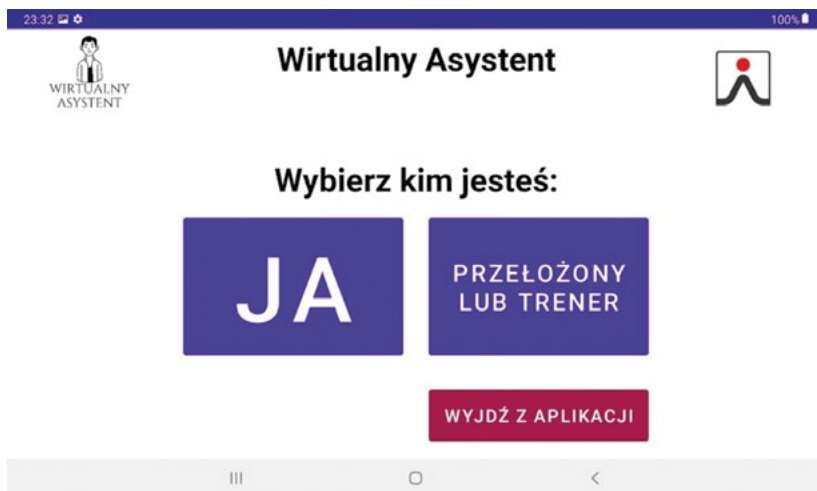 23:32
100%
WIRTUALNY
ASYSTENT
Wirtualny Asystent
Wybierz kim jesteś:
JA
PRZEŁOŻONY
LUB TRENER
WYJDŹ Z APLIKACJI